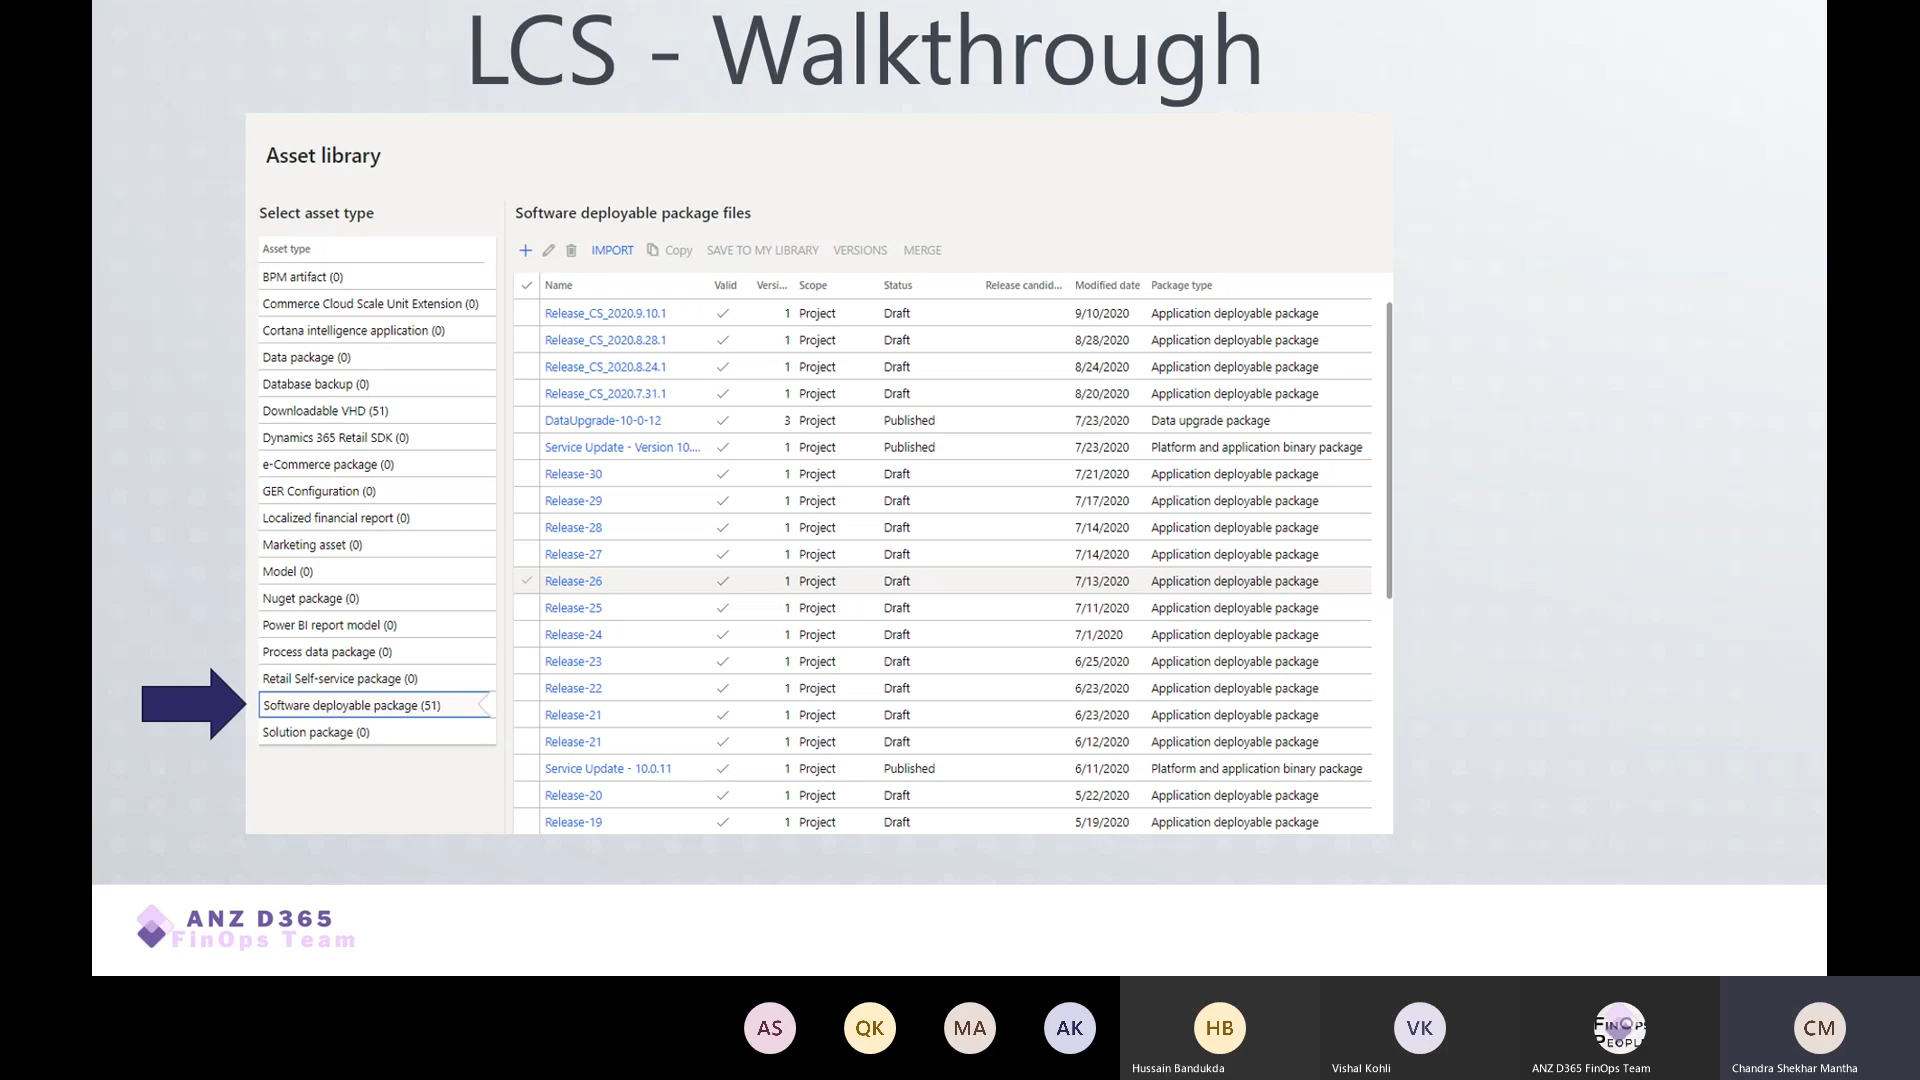 LCS - Walkthrough
Asset library
Select asset type
Asset type
BPM artifact (0)
Commerce Cloud Scale Unit Extension (0)
Cortana intelligence application (0)
Data package (0)
Database backup (0)
Downloadable VHD (51)
Dynamics 365 Retail SDK (0)
e-Commerce package (0)
GER Configuration (0)
Localized financial report (0)
Marketing asset (0)
Model (0)
Nuget package (0)
Power BI report model (0)
Process data package (0)
Retail Self-service package (0)
Software deployable package (51)
Solution package (0)
Software deployable package files
IMPORT Copy SAVE TO MY LIBRARY VERSIONS MERGE
Name Valid Versi... Scope Status Release candid... Modified date Package type
Release_CS_2020.9.10.1 1 Project Draft 9/10/2020 Application deployable package
Release_CS_2020.8.28.1 1 Project Draft 8/28/2020 Application deployable package
Release_CS_2020.8.24.1 1 Project Draft 8/24/2020 Application deployable package
Release_CS_2020.7.31.1 1 Project Draft 8/20/2020 Application deployable package
DataUpgrade-10-0-12 3 Project Published 7/23/2020 Data upgrade package
Service Update - Version 10.... 1 Project Published 7/23/2020 Platform and application binary package
Release-30 1 Project Draft 7/21/2020 Application deployable package
Release-29 1 Project Draft 7/17/2020 Application deployable package
Release-28 1 Project Draft 7/14/2020 Application deployable package
Release-27 1 Project Draft 7/14/2020 Application deployable package
Release-26 1 Project Draft 7/13/2020 Application deployable package
Release-25 1 Project Draft 7/11/2020 Application deployable package
Release-24 1 Project Draft 7/1/2020 Application deployable package
Release-23 1 Project Draft 6/25/2020 Application deployable package
Release-22 1 Project Draft 6/23/2020 Application deployable package
Release-21 1 Project Draft 6/23/2020 Application deployable package
Release-21 1 Project Draft 6/12/2020 Application deployable package
Service Update - 10.0.11 1 Project Published 6/11/2020 Platform and application binary package
Release-20 1 Project Draft 5/22/2020 Application deployable package
Release-19 1 Project Draft 5/19/2020 Application deployable package
ANZ D365
FinOps Team
AS QK MA AK HB VK FinOps CM
People
Hussain Bandukda Vishal Kohli ANZ D365 FinOps Team Chandra Shekhar Mantha